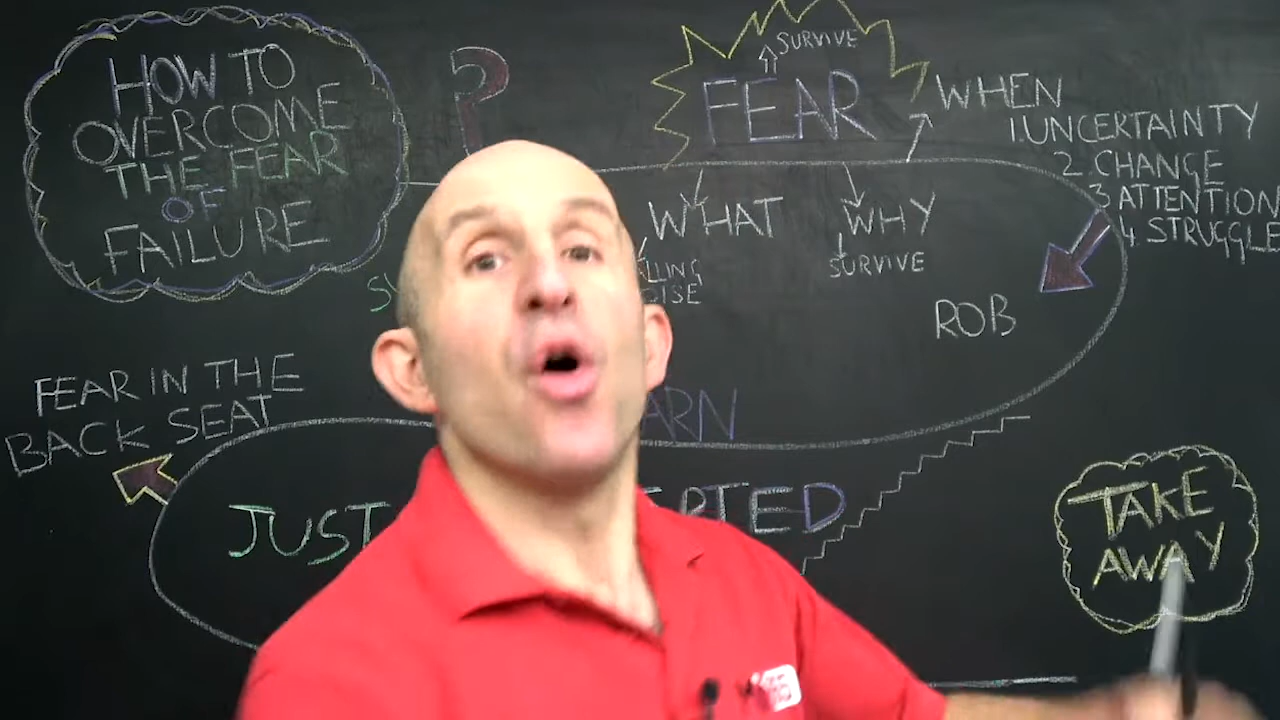 HOW TO
OVERCOME
THE FEAR
OF
FAILURE
?
SURVIVE
FEAR
WHEN
1. UNCERTAINTY
2. CHANGE
3 ATTENTION
4. STRUGGLE
WHAT
WHY
SURVIVE
ROB
FEAR IN THE
BACK SEAT
JUST
TAKE
AWAY